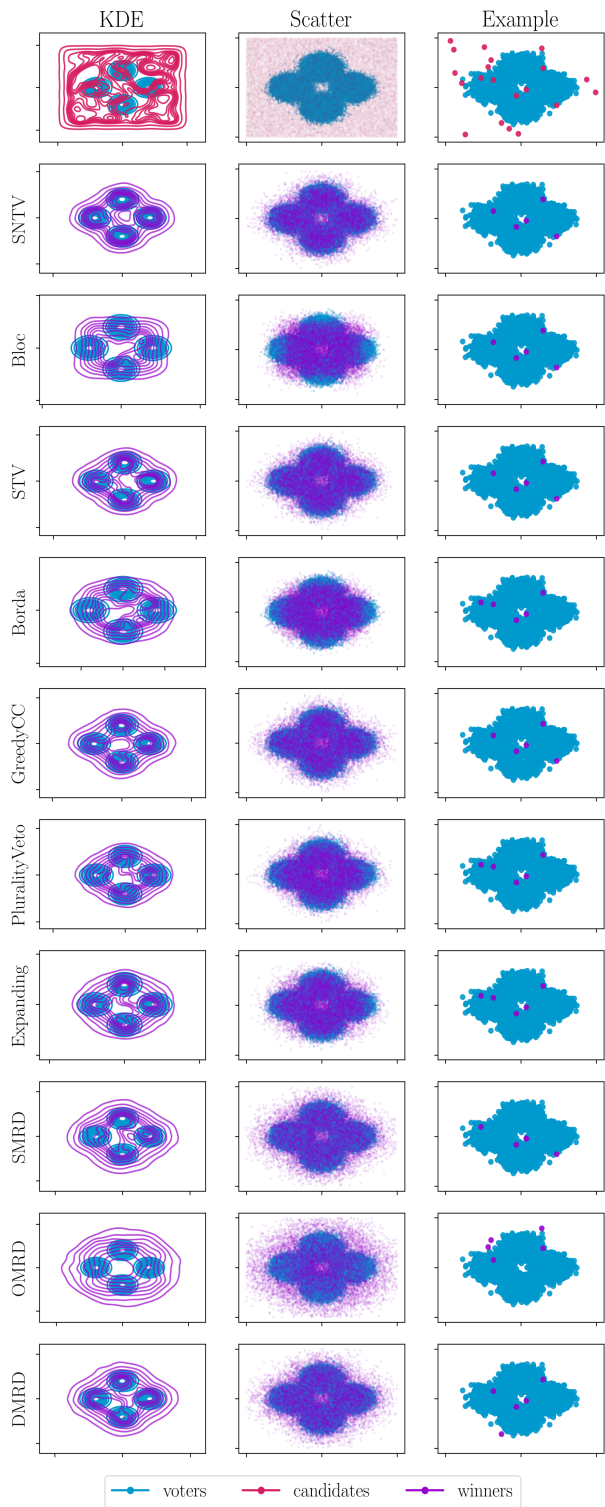 KDE Scatter Example
SNTV
Bloc
STV
Borda
GreedyCC
PluralityVeto
Expanding
SMRD
OMRD
DMRD
voters candidates winners